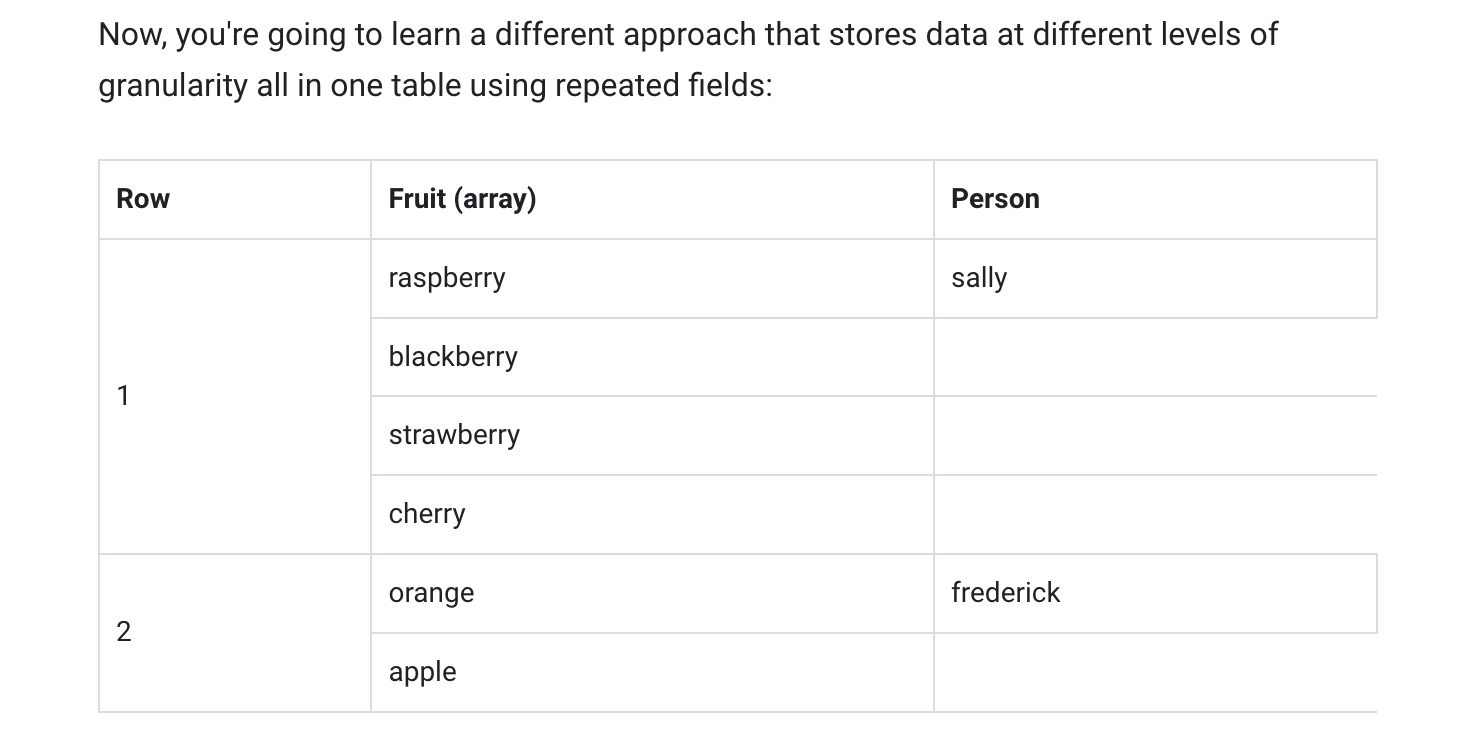 Now, you're going to learn a different approach that stores data at different levels of
granularity all in one table using repeated fields:
Row Fruit (array) Person
1
raspberry sally
blackberry
strawberry
cherry
2
orange frederick
apple